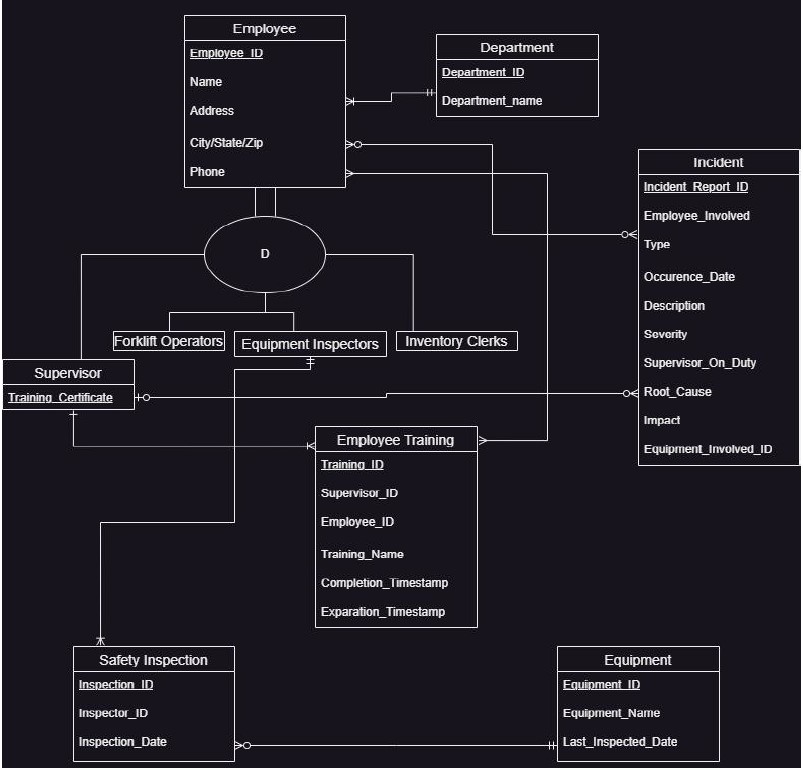 Employee
Employee_ID
Name
Address
City/State/Zip
Phone
Department
Department_ID
Department_name
Incident
Incident_Report_ID
Employee_Involved
Type
Occurence_Date
Description
Severity
Supervisor_On_Duty
Root_Cause
Impact
Equipment_Involved_ID
D
Forklift Operators
Equipment Inspectors
Inventory Clerks
Supervisor
Training_Certificate
Employee Training
Training_ID
Supervisor_ID
Employee_ID
Training_Name
Completion_Timestamp
Exparation_Timestamp
Safety Inspection
Inspection_ID
Inspector_ID
Inspection_Date
Equipment
Equipment_ID
Equipment_Name
Last_Inspected_Date